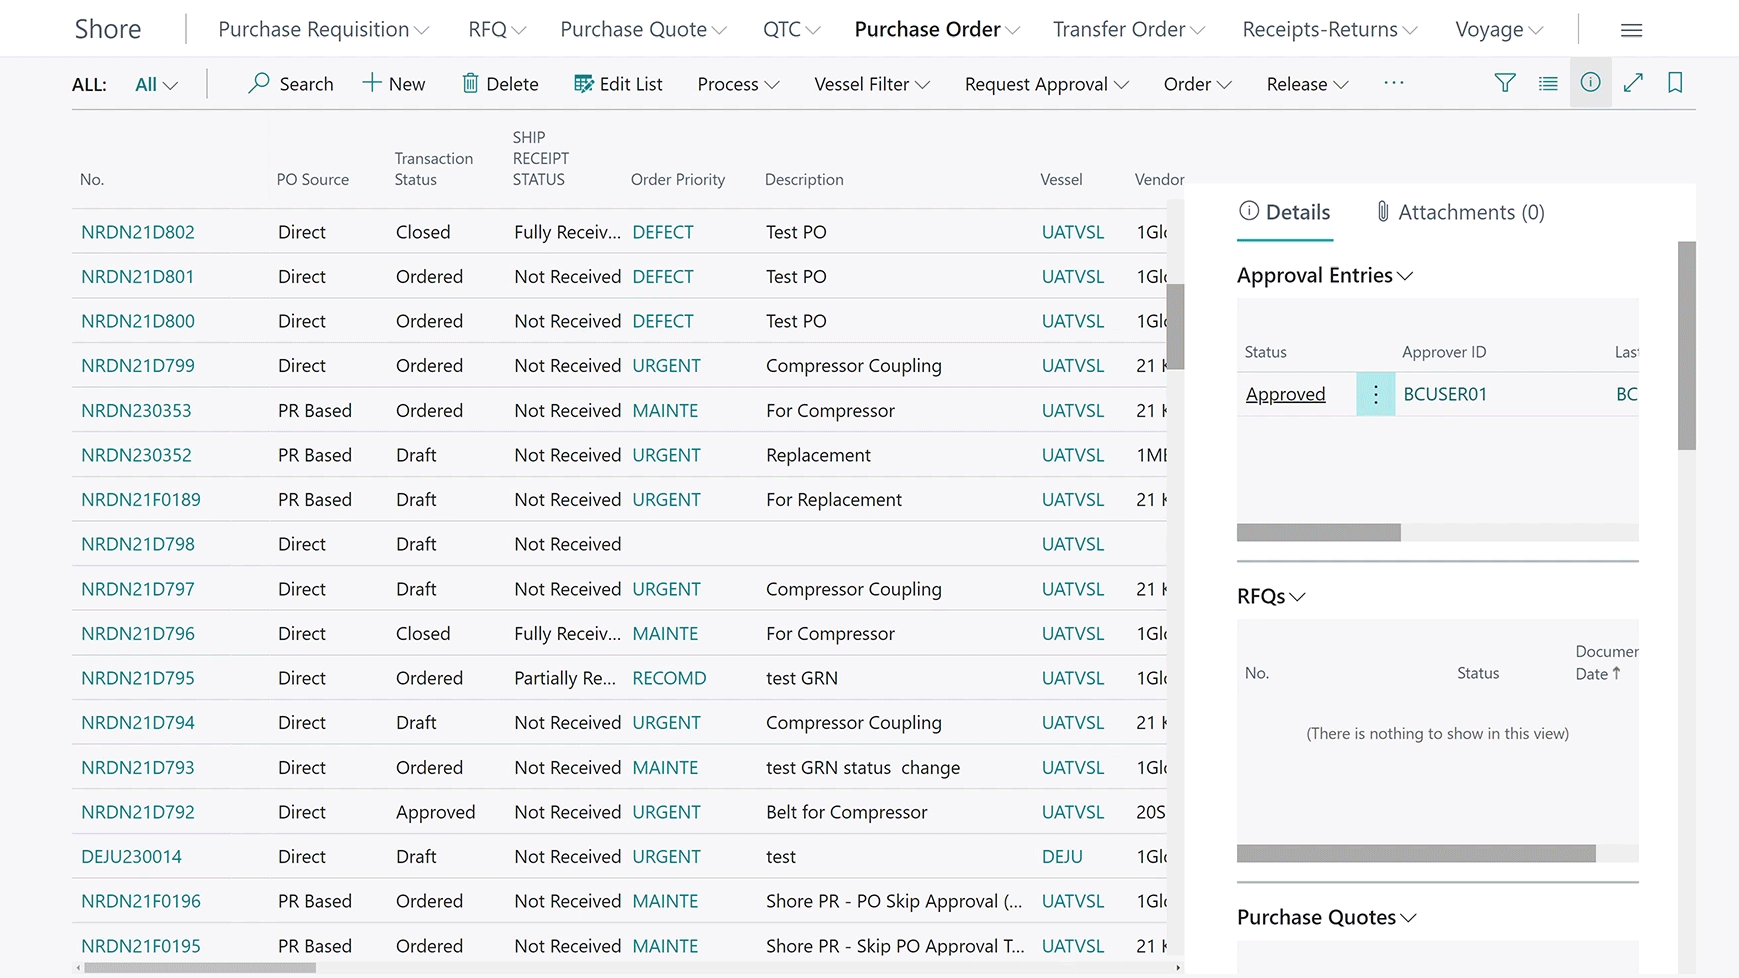 Shore Purchase Requisition RFQ Purchase Quote QTC Purchase Order Transfer Order Receipts-Returns Voyage
ALL: All Search New Delete Edit List Process Vessel Filter Request Approval Order Release ...
No. PO Source Transaction Status SHIP RECEIPT STATUS Order Priority Description Vessel Vendor
NRDN21D802 Direct Closed Fully Receiv... DEFECT Test PO UATVSL 1Glo
NRDN21D801 Direct Ordered Not Received DEFECT Test PO UATVSL 1Glo
NRDN21D800 Direct Ordered Not Received DEFECT Test PO UATVSL 1Glo
NRDN21D799 Direct Ordered Not Received URGENT Compressor Coupling UATVSL 21 K
NRDN230353 PR Based Ordered Not Received MAINTE For Compressor UATVSL 21 K
NRDN230352 PR Based Draft Not Received URGENT Replacement UATVSL 1ME
NRDN21F0189 PR Based Draft Not Received URGENT For Replacement UATVSL 21 K
NRDN21D798 Direct Draft Not Received UATVSL
NRDN21D797 Direct Draft Not Received URGENT Compressor Coupling UATVSL 21 K
NRDN21D796 Direct Closed Fully Receiv... MAINTE For Compressor UATVSL 1Glo
NRDN21D795 Direct Ordered Partially Re... RECOMD test GRN UATVSL 1Glo
NRDN21D794 Direct Draft Not Received URGENT Compressor Coupling UATVSL 21 K
NRDN21D793 Direct Ordered Not Received MAINTE test GRN status change UATVSL 1Glo
NRDN21D792 Direct Approved Not Received URGENT Belt for Compressor UATVSL 20S
DEJU230014 Direct Draft Not Received URGENT test DEJU 1Glo
NRDN21F0196 PR Based Ordered Not Received MAINTE Shore PR - PO Skip Approval (... UATVSL 1Glo
NRDN21F0195 PR Based Ordered Not Received MAINTE Shore PR - Skip PO Approval T... UATVSL 21 K
Details Attachments (0)
Approval Entries
Status Approver ID Last
Approved BCUSER01 BC
RFQs
No. Status Documen Date ↑
(There is nothing to show in this view)
Purchase Quotes